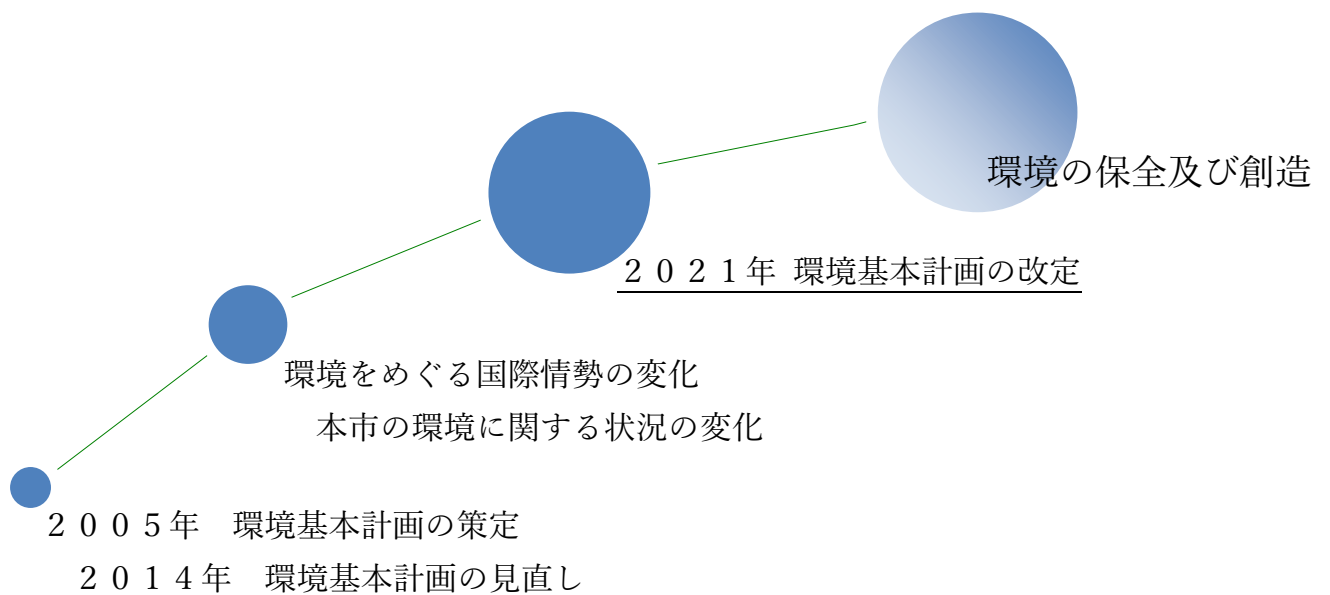 環境の保全及び創造
２０２１年 環境基本計画の改定
環境をめぐる国際情勢の変化
本市の環境に関する状況の変化
２００５年　環境基本計画の策定
２０１４年　環境基本計画の見直し